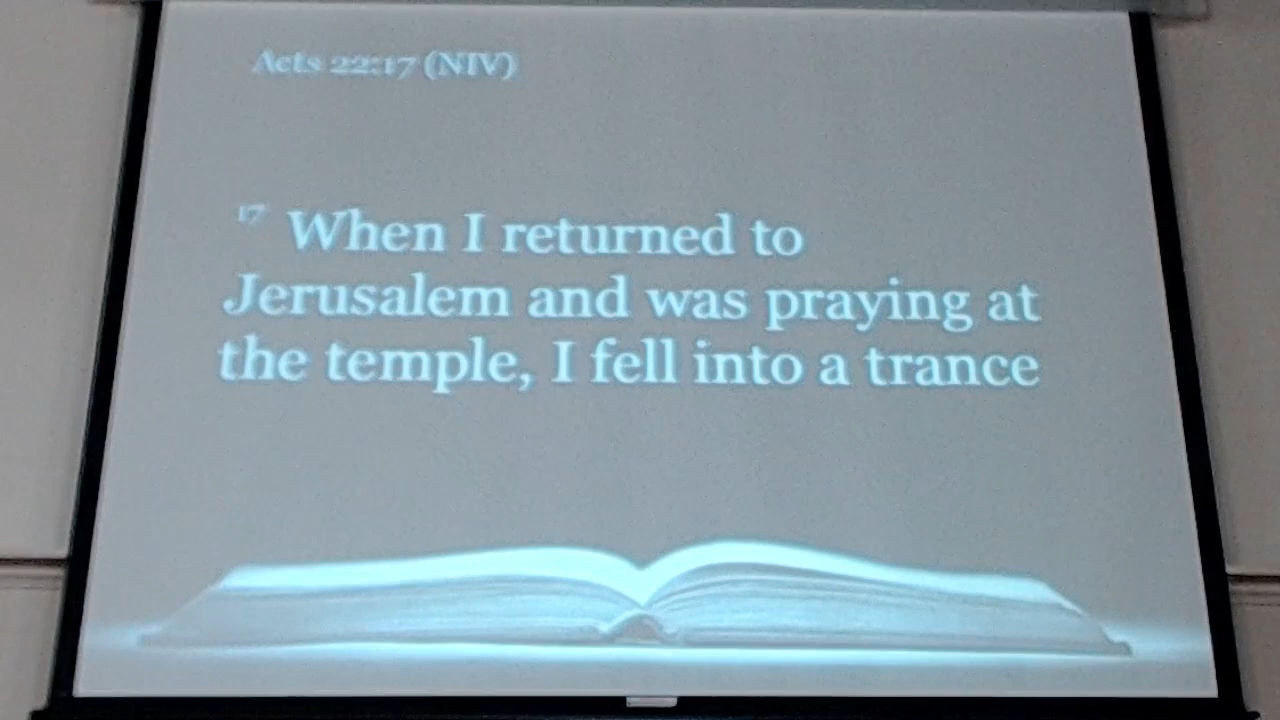 Acts 22:17 (NIV)
17 When I returned to
Jerusalem and was praying at
the temple, I fell into a trance